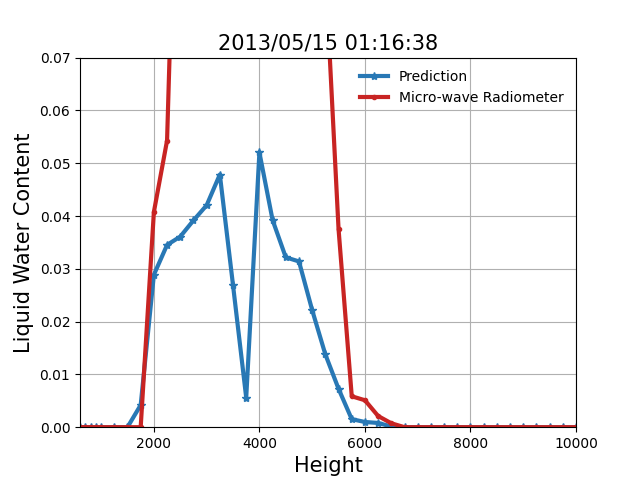 2013/05/15 01:16:38
0.07
0.06
0.05
0.04
0.03
0.02
0.01
0.00
Liquid Water Content
Prediction
Micro-wave Radiometer
2000 4000 6000 8000 10000
Height